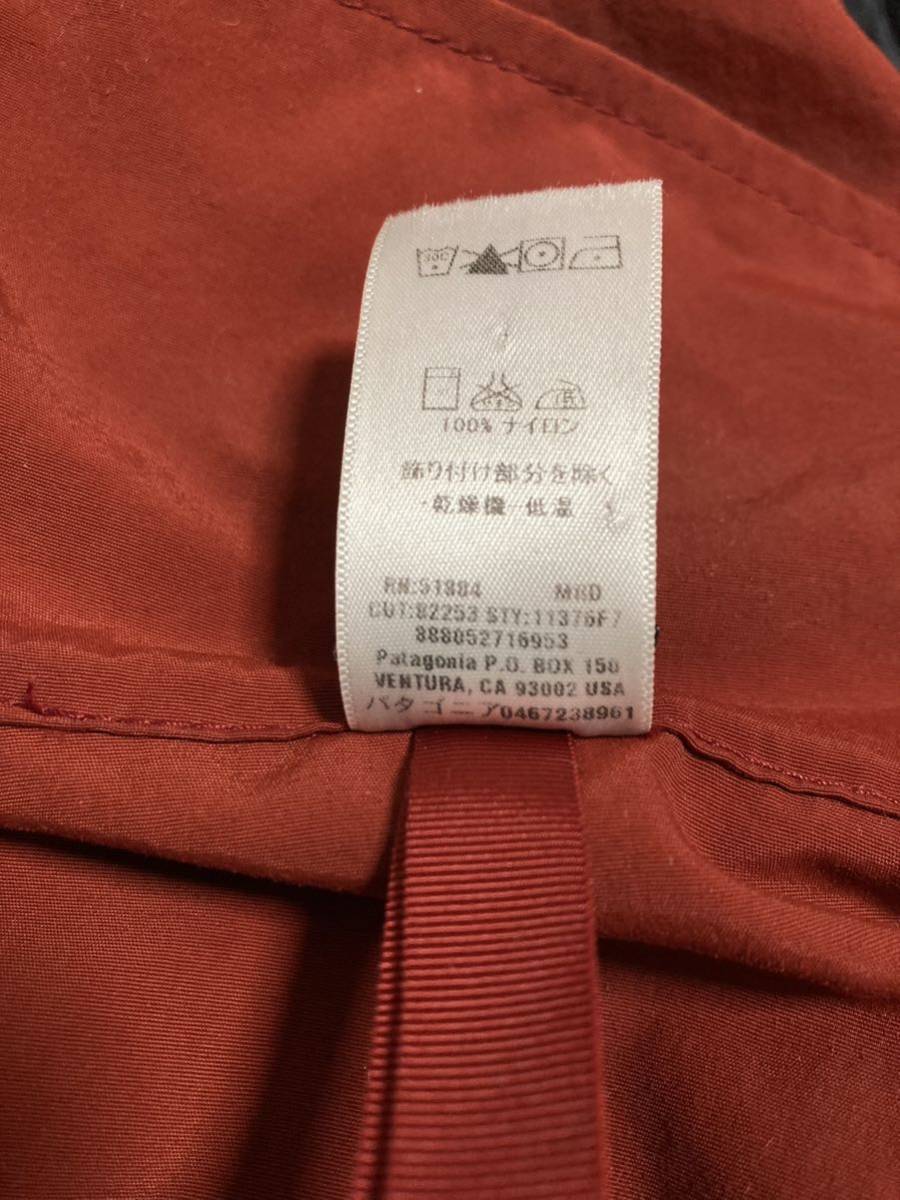 30C
100% ナイロン
飾り付け部分を除く
・乾燥機 低温
RN:51884 MRD
CUT:82253 STY:11376F7
888052716953
Patagonia P.O. BOX 150
VENTURA, CA 93002 USA
パタゴニア0467238961